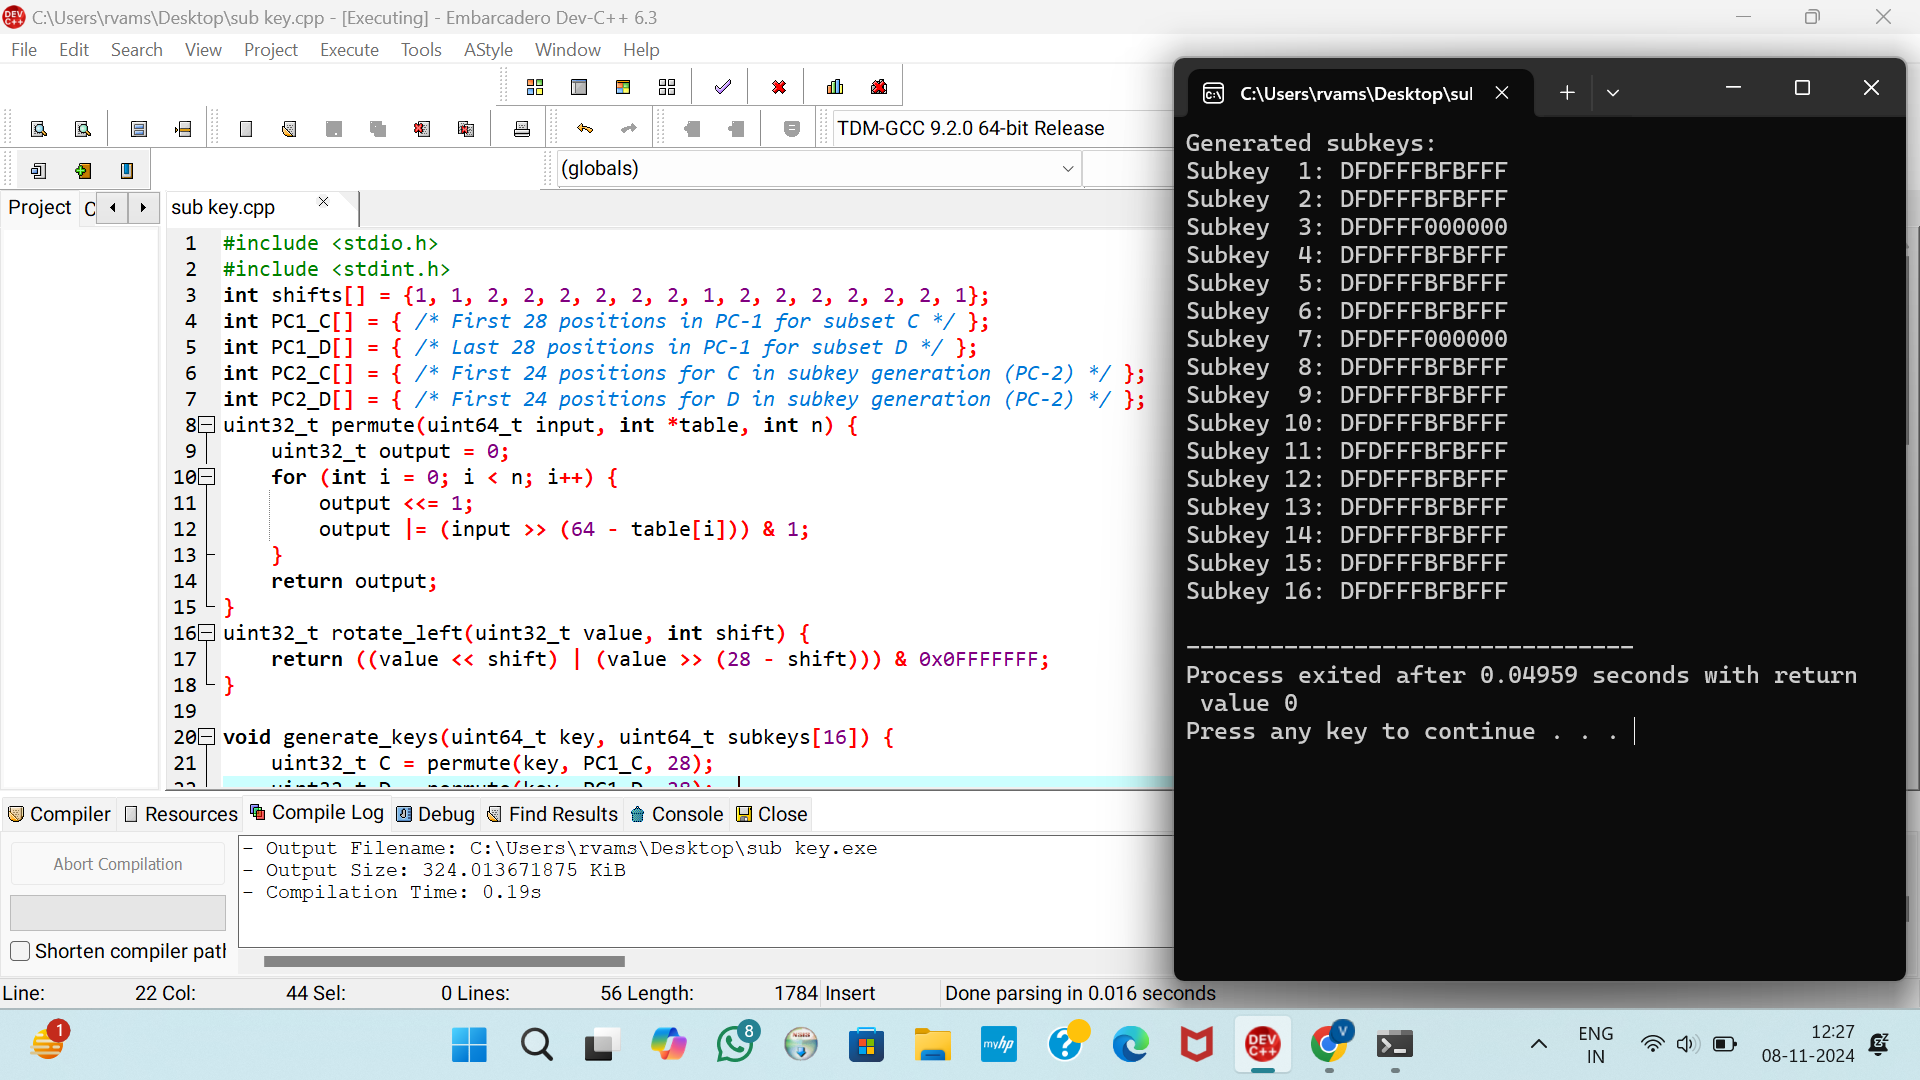 C:\Users\rvams\Desktop\sub key.cpp - [Executing] - Embarcadero Dev-C++ 6.3
File Edit Search View Project Execute Tools AStyle Window Help
TDM-GCC 9.2.0 64-bit Release
(globals)
Project C sub key.cpp
1 #include <stdio.h>
2 #include <stdint.h>
3 int shifts[] = {1, 1, 2, 2, 2, 2, 2, 2, 1, 2, 2, 2, 2, 2, 2, 1};
4 int PC1_C[] = { /* First 28 positions in PC-1 for subset C */ };
5 int PC1_D[] = { /* Last 28 positions in PC-1 for subset D */ };
6 int PC2_C[] = { /* First 24 positions for C in subkey generation (PC-2) */ };
7 int PC2_D[] = { /* First 24 positions for D in subkey generation (PC-2) */ };
8 uint32_t permute(uint64_t input, int *table, int n) {
9 uint32_t output = 0;
10 for (int i = 0; i < n; i++) {
11 output <<= 1;
12 output |= (input >> (64 - table[i])) & 1;
13 }
14 return output;
15 }
16 uint32_t rotate_left(uint32_t value, int shift) {
17 return ((value << shift) | (value >> (28 - shift))) & 0x0FFFFFFF;
18 }
19
20 void generate_keys(uint64_t key, uint64_t subkeys[16]) {
21 uint32_t C = permute(key, PC1_C, 28);
22 uint32_t D = permute(key, PC1_D, 28);
Compiler Resources Compile Log Debug Find Results Console Close
Abort Compilation
Shorten compiler path
- Output Filename: C:\Users\rvams\Desktop\sub key.exe
- Output Size: 324.013671875 KiB
- Compilation Time: 0.19s
Line: 22 Col: 44 Sel: 0 Lines: 56 Length: 1784 Insert Done parsing in 0.016 seconds
C:\Users\rvams\Desktop\sul
Generated subkeys:
Subkey 1: DFDFFFBFBFFF
Subkey 2: DFDFFFBFBFFF
Subkey 3: DFDFFF000000
Subkey 4: DFDFFFBFBFFF
Subkey 5: DFDFFFBFBFFF
Subkey 6: DFDFFFBFBFFF
Subkey 7: DFDFFF000000
Subkey 8: DFDFFFBFBFFF
Subkey 9: DFDFFFBFBFFF
Subkey 10: DFDFFFBFBFFF
Subkey 11: DFDFFFBFBFFF
Subkey 12: DFDFFFBFBFFF
Subkey 13: DFDFFFBFBFFF
Subkey 14: DFDFFFBFBFFF
Subkey 15: DFDFFFBFBFFF
Subkey 16: DFDFFFBFBFFF
--------------------------------
Process exited after 0.04959 seconds with return
value 0
Press any key to continue . . .
1
8
myhp
DEV C++
V
ENG
IN
12:27
08-11-2024